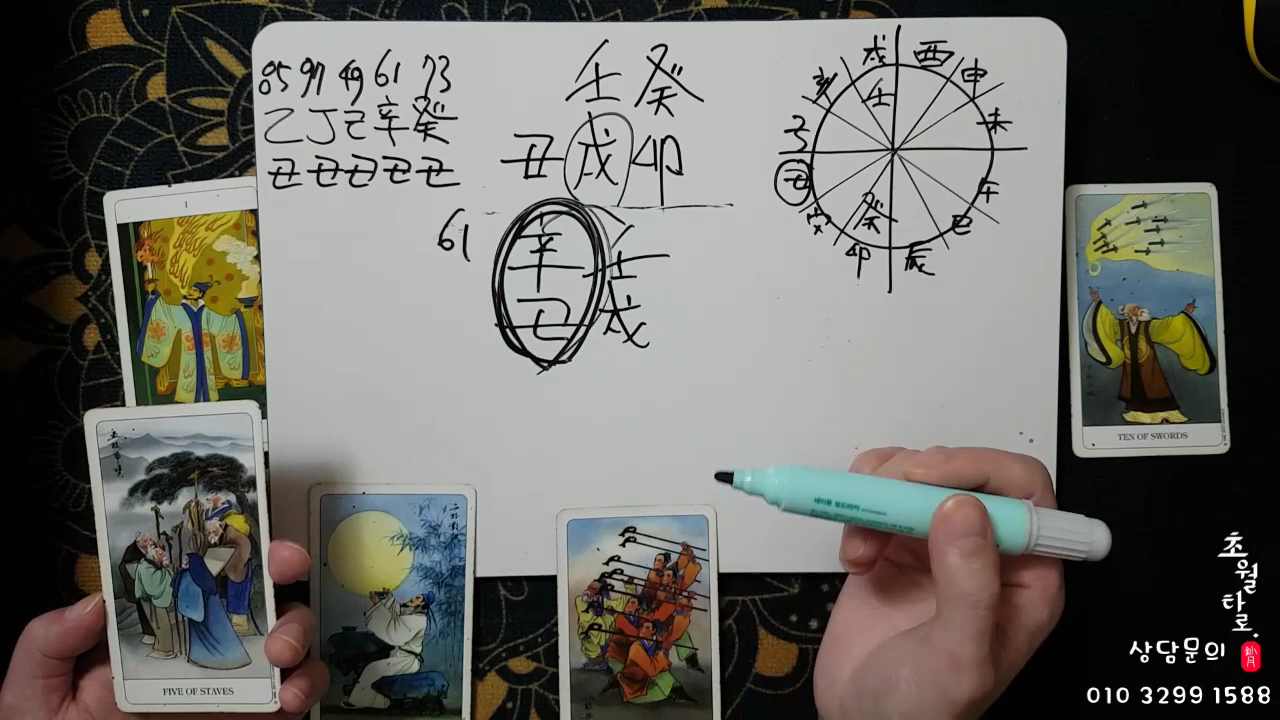 85 97 49 61 73
乙丁己辛癸
丑丑丑丑丑
壬癸
丑戌卯
61 辛壬
丑戌
戌 酉 申 未 午 巳 辰 卯 寅 丑 子 亥
壬
癸
I
FIVE OF STAVES
TEN OF SWORDS
초월타로.
상담문의
010 3299 1588